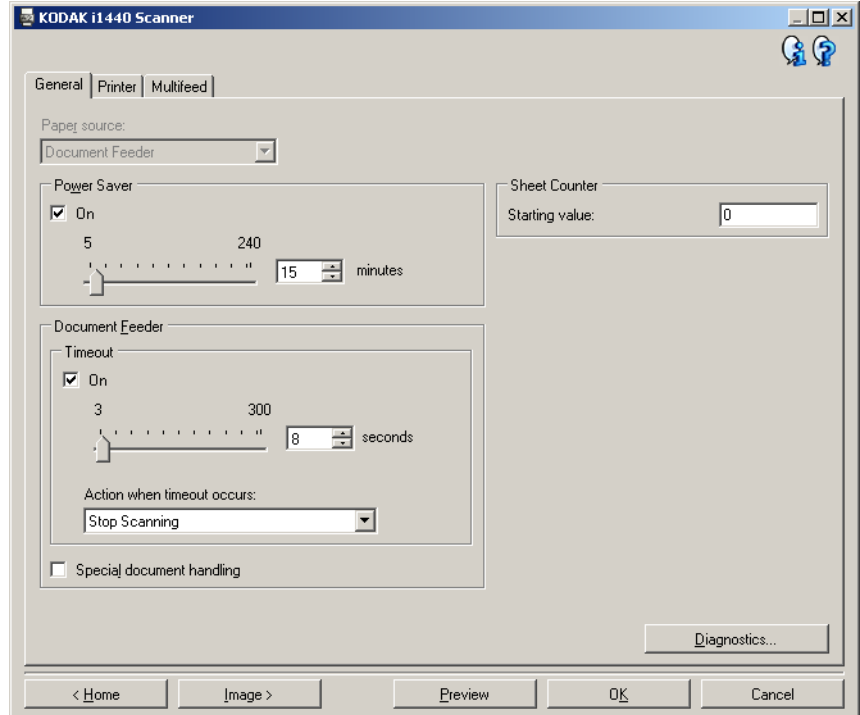 KODAK i1440 Scanner
General Printer Multifeed
Paper source:
Document Feeder
Power Saver
On
5 240
15 minutes
Sheet Counter
Starting value: 0
Document Feeder
Timeout
On
3 300
8 seconds
Action when timeout occurs:
Stop Scanning
Special document handling
Diagnostics...
< Home Image > Preview OK Cancel